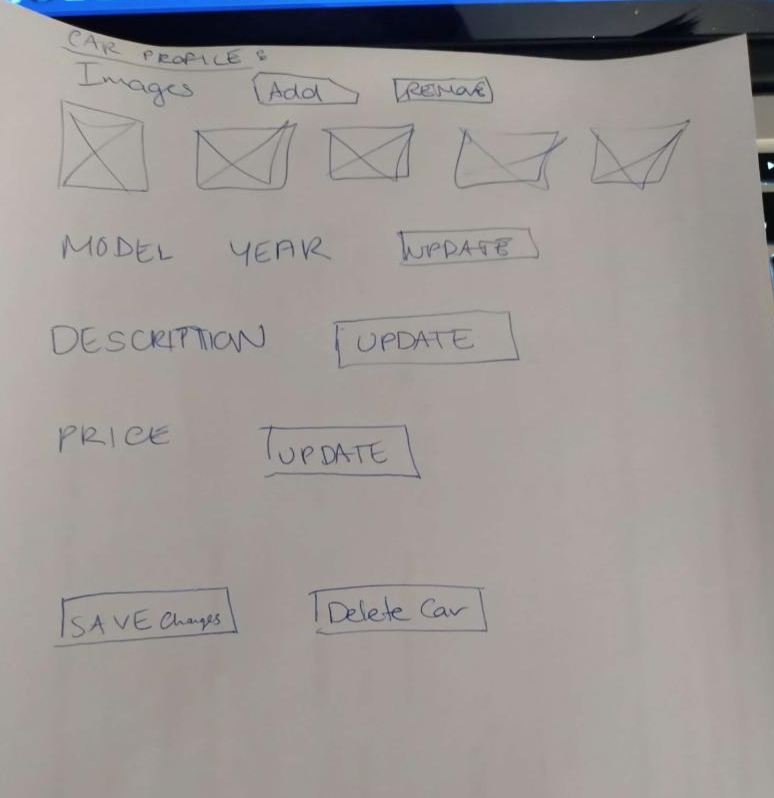 CAR PROFILE:
Images Add REMOVE
MODEL YEAR UPDATE
DESCRIPTION UPDATE
PRICE UPDATE
SAVE Changes Delete Car